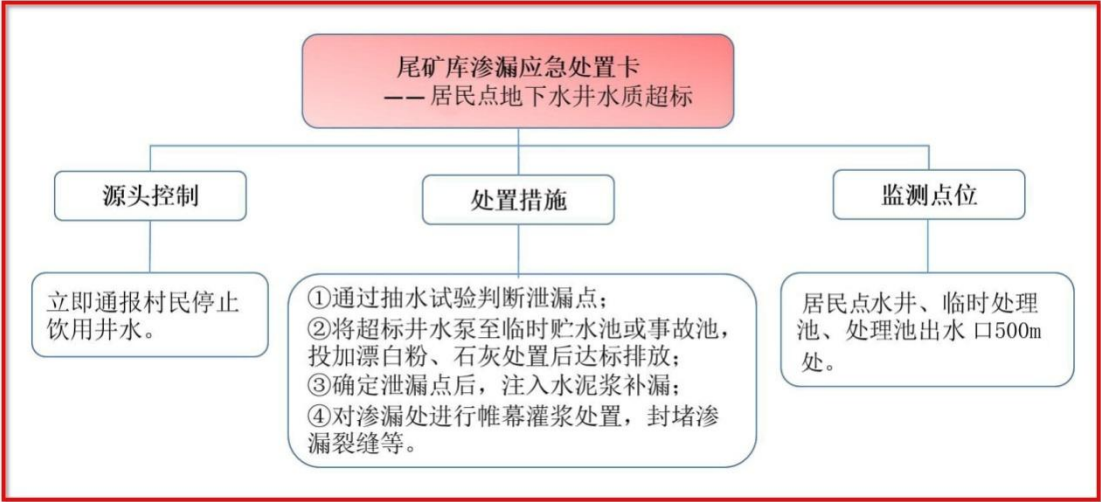 尾矿库渗漏应急处置卡
——居民点地下水井水质超标
源头控制
处置措施
监测点位
立即通报村民停止
饮用井水。
①通过抽水试验判断泄漏点;
②将超标井水泵至临时贮水池或事故池,
投加漂白粉、石灰处置后达标排放;
③确定泄漏点后，注入水泥浆补漏;
④对渗漏处进行帷幕灌浆处置，封堵渗
漏裂缝等。
居民点水井、临时处理
池、处理池出水 口500m
处。